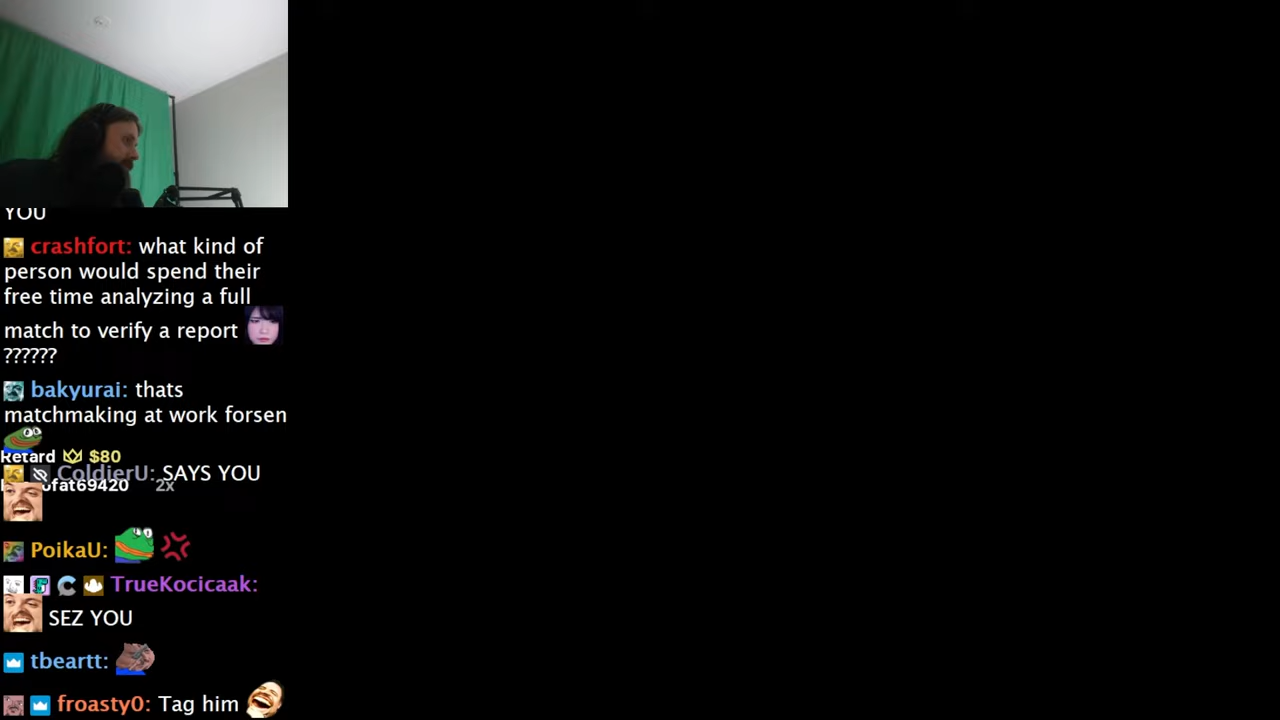 YOU
crashfort: what kind of
person would spend their
free time analyzing a full
match to verify a report
??????
bakyurai: thats
matchmaking at work forsen
Retard $80
ColdierU: SAYS YOU
ofat69420 2x
PoikaU:
TrueKocicaak:
SEZ YOU
tbeartt:
froasty0: Tag him